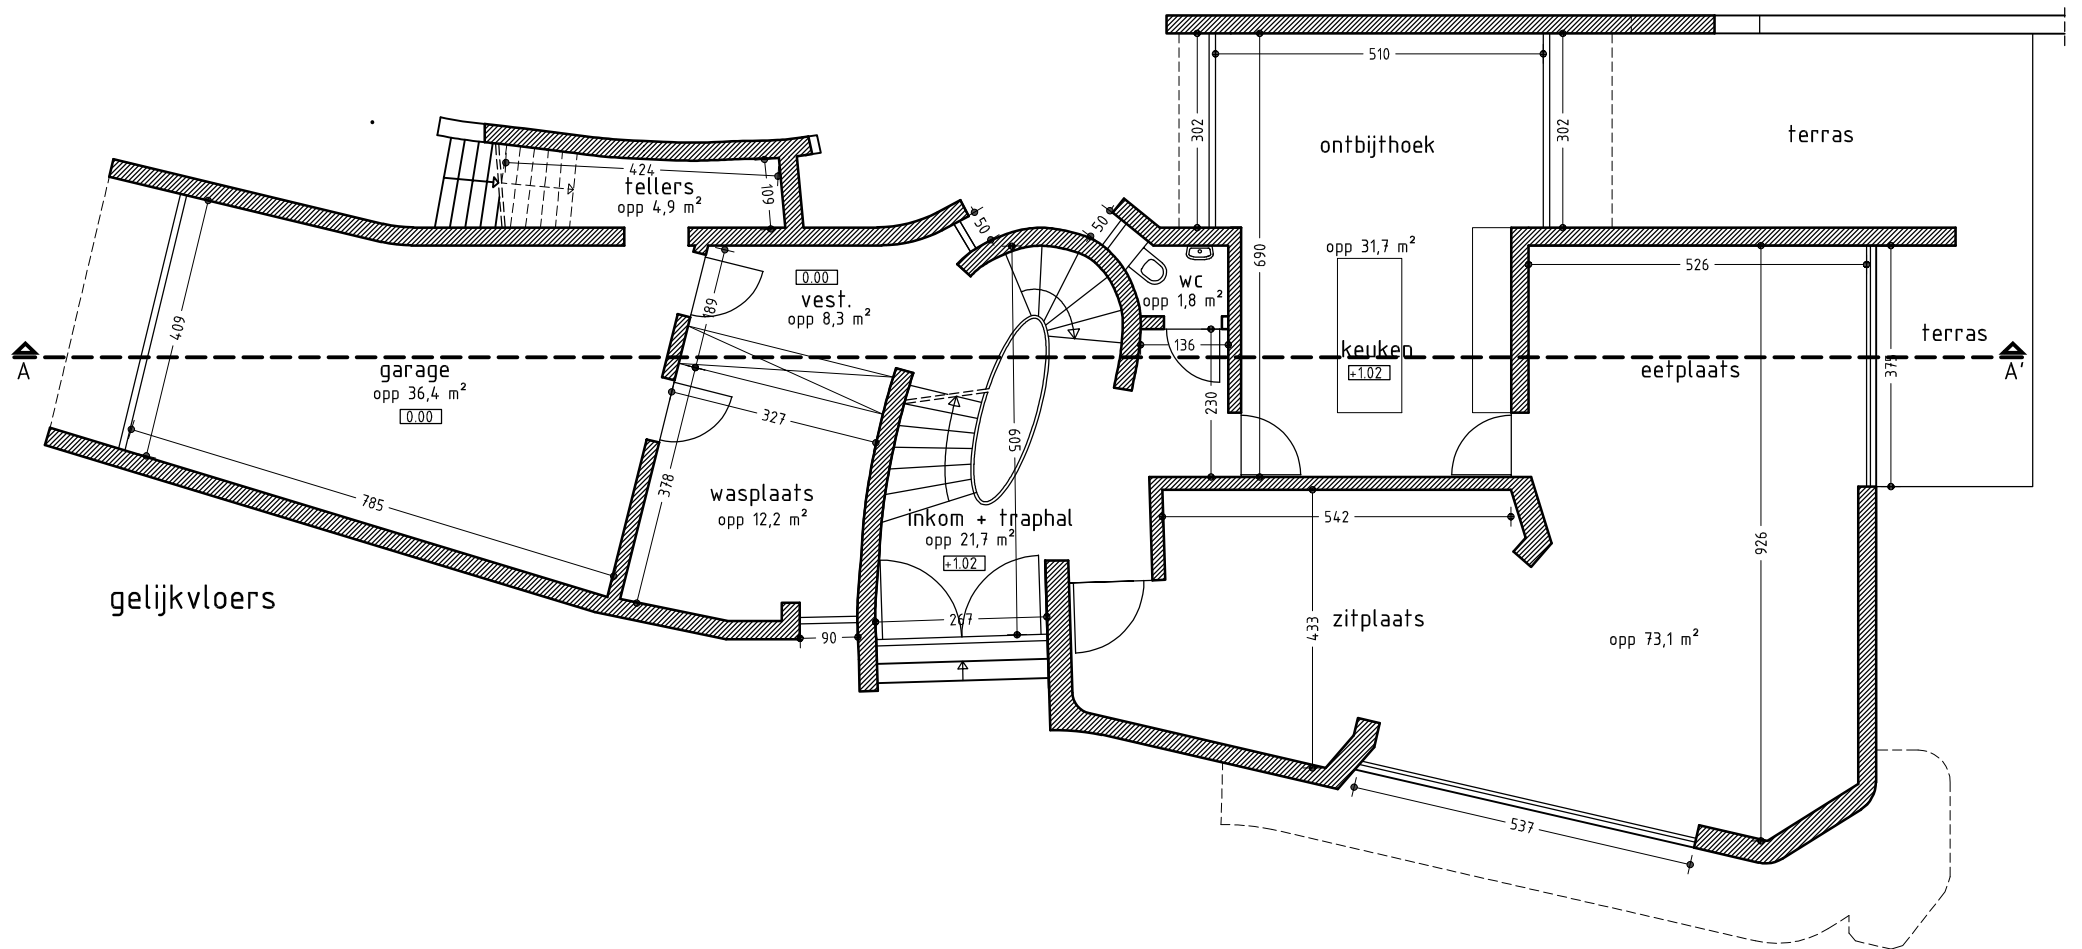 510
302
302
ontbijthoek
terras
424
tellers
109
opp 4,9 m²
50
50
690
opp 31,7 m²
526
0.00
vest.
opp 8,3 m²
189
wc
opp 1,8 m²
409
136
keuken
+1.02
terras
375
A
A'
garage
opp 36,4 m²
0.00
eetplaats
327
230
605
378
785
wasplaats
opp 12,2 m²
inkom + traphal
opp 21,7 m²
+1.02
542
926
gelijkvloers
267
90
433
zitplaats
opp 73,1 m²
537